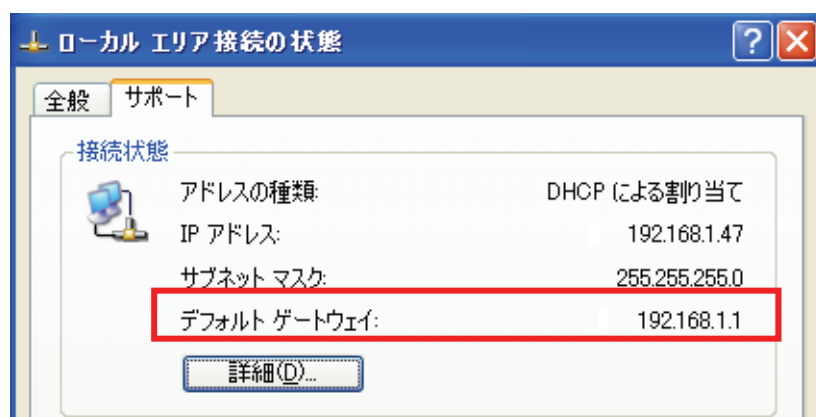 ローカル エリア接続の状態
全般 サポート
接続状態
アドレスの種類: DHCP による割り当て
IP アドレス: 192.168.1.47
サブネット マスク: 255.255.255.0
デフォルト ゲートウェイ: 192.168.1.1
詳細(D)...